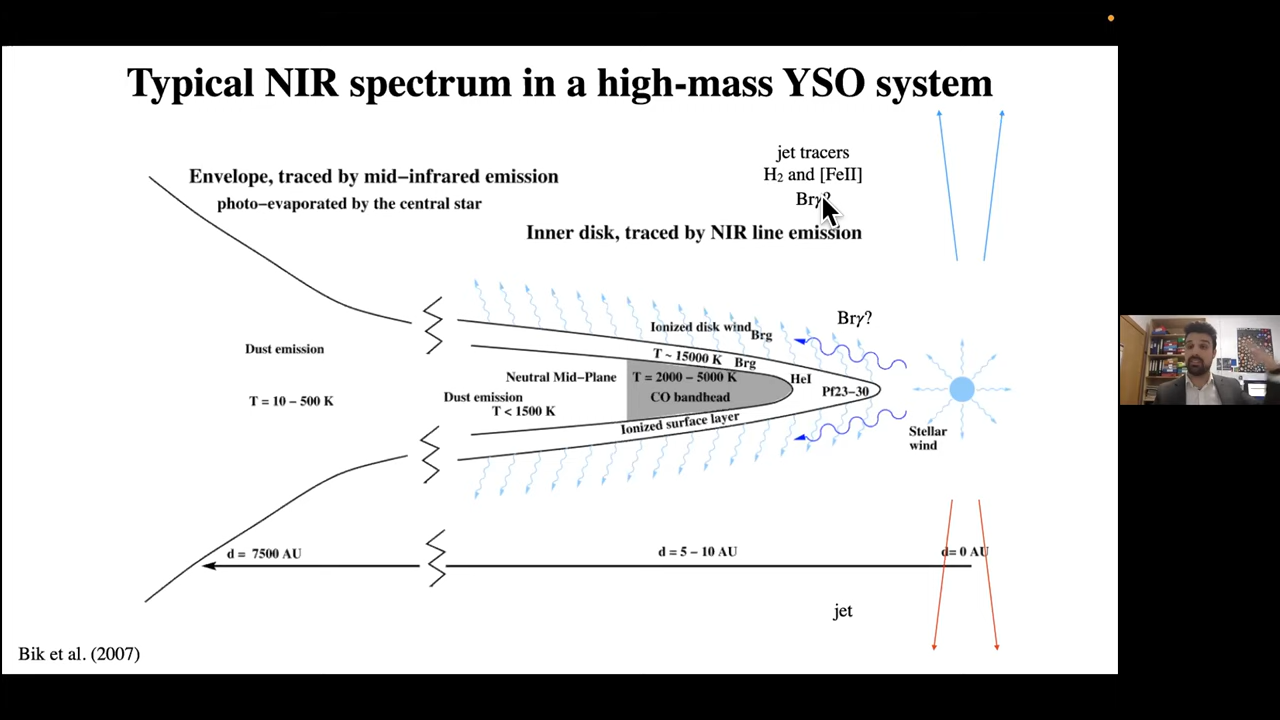 Typical NIR spectrum in a high-mass YSO system
jet tracers
H₂ and [FeII]
Brγ?
Envelope, traced by mid−infrared emission
photo−evaporated by the central star
Inner disk, traced by NIR line emission
Brγ?
Ionized disk wind
Brg
T ~ 15000 K
Brg
Dust emission
Neutral Mid−Plane
T = 2000 − 5000 K
HeI
Pf23−30
T = 10 − 500 K
Dust emission
T < 1500 K
CO bandhead
Ionized surface layer
Stellar
wind
d = 7500 AU
d = 5 − 10 AU
d= 0 AU
jet
Bik et al. (2007)